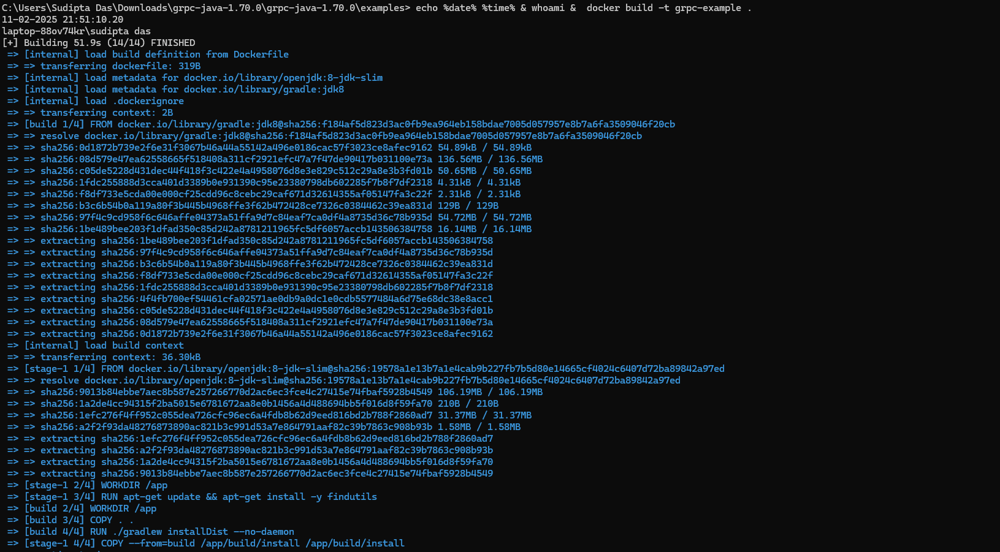 C:\Users\Sudipta Das\Downloads\grpc-java-1.70.0\grpc-java-1.70.0\examples> echo %date% %time% & whoami &  docker build -t grpc-example .
11-02-2025 21:51:10.20
laptop-88ov74kr\sudipta das
[+] Building 51.9s (14/14) FINISHED
=> [internal] load build definition from Dockerfile
=> => transferring dockerfile: 319B
=> [internal] load metadata for docker.io/library/openjdk:8-jdk-slim
=> [internal] load metadata for docker.io/library/gradle:jdk8
=> [internal] load .dockerignore
=> => transferring context: 2B
=> [build 1/4] FROM docker.io/library/gradle:jdk8@sha256:f184af5d823d3ac0fb9ea964eb158bdae7005d057957e8b7a6fa3509046f20cb
=> => resolve docker.io/library/gradle:jdk8@sha256:f184af5d823d3ac0fb9ea964eb158bdae7005d057957e8b7a6fa3509046f20cb
=> => sha256:0d1872b739e2f6e31f3067b46a44a55142a496e0186cac57f3023ce8afec9162 54.89kB / 54.89kB
=> => sha256:08d579e47ea62558665f518408a311cf2921efc47a7f47de90417b031100e73a 136.56MB / 136.56MB
=> => sha256:c05de5228d431dec44f418f3c422e4a4958076d8e3e829c512c29a8e3b3fd01b 50.65MB / 50.65MB
=> => sha256:1fdc255888d3cca401d3389b0e931390c95e23380798db602285f7b8f7df2318 4.31kB / 4.31kB
=> => sha256:f8df733e5cda00e000cf25cdd96c8cebc29caf671d32614355af05147fa3c22f 2.31kB / 2.31kB
=> => sha256:b3c6b54b0a119a80f3b445b4968ffe3f62b472428ce7326c0384462c39ea831d 129B / 129B
=> => sha256:97f4c9cd958f6c646affe04373a51ffa9d7c84eaf7ca0df4a8735d36c78b935d 54.72MB / 54.72MB
=> => sha256:1be489bee203f1dfad350c85d242a8781211965fc5df6057accb143506384758 16.14MB / 16.14MB
=> => extracting sha256:1be489bee203f1dfad350c85d242a8781211965fc5df6057accb143506384758
=> => extracting sha256:97f4c9cd958f6c646affe04373a51ffa9d7c84eaf7ca0df4a8735d36c78b935d
=> => extracting sha256:b3c6b54b0a119a80f3b445b4968ffe3f62b472428ce7326c0384462c39ea831d
=> => extracting sha256:f8df733e5cda00e000cf25cdd96c8cebc29caf671d32614355af05147fa3c22f
=> => extracting sha256:1fdc255888d3cca401d3389b0e931390c95e23380798db602285f7b8f7df2318
=> => extracting sha256:4f4fb700ef54461cfa02571ae0db9a0dc1e0cdb5577484a6d75e68dc38e8acc1
=> => extracting sha256:c05de5228d431dec44f418f3c422e4a4958076d8e3e829c512c29a8e3b3fd01b
=> => extracting sha256:08d579e47ea62558665f518408a311cf2921efc47a7f47de90417b031100e73a
=> => extracting sha256:0d1872b739e2f6e31f3067b46a44a55142a496e0186cac57f3023ce8afec9162
=> [internal] load build context
=> => transferring context: 36.30kB
=> [stage-1 1/4] FROM docker.io/library/openjdk:8-jdk-slim@sha256:19578a1e13b7a1e4cab9b227fb7b5d80e14665cf4024c6407d72ba89842a97ed
=> => resolve docker.io/library/openjdk:8-jdk-slim@sha256:19578a1e13b7a1e4cab9b227fb7b5d80e14665cf4024c6407d72ba89842a97ed
=> => sha256:9013b84ebbe7aec8b587e257266770d2ac6ec3fce4c27415e74fbaf5928b4549 106.19MB / 106.19MB
=> => sha256:1a2de4cc94315f2ba5015e6781672aa8e0b1456a4d488694bb5f016d8f59fa70 210B / 210B
=> => sha256:1efc276f4ff952c055dea726cfc96ec6a4fdb8b62d9eed816bd2b788f2860ad7 31.37MB / 31.37MB
=> => sha256:a2f2f93da48276873890ac821b3c991d53a7e864791aaf82c39b7863c908b93b 1.58MB / 1.58MB
=> => extracting sha256:1efc276f4ff952c055dea726cfc96ec6a4fdb8b62d9eed816bd2b788f2860ad7
=> => extracting sha256:a2f2f93da48276873890ac821b3c991d53a7e864791aaf82c39b7863c908b93b
=> => extracting sha256:1a2de4cc94315f2ba5015e6781672aa8e0b1456a4d488694bb5f016d8f59fa70
=> => extracting sha256:9013b84ebbe7aec8b587e257266770d2ac6ec3fce4c27415e74fbaf5928b4549
=> [stage-1 2/4] WORKDIR /app
=> [stage-1 3/4] RUN apt-get update && apt-get install -y findutils
=> [build 2/4] WORKDIR /app
=> [build 3/4] COPY . .
=> [build 4/4] RUN ./gradlew installDist --no-daemon
=> [stage-1 4/4] COPY --from=build /app/build/install /app/build/install